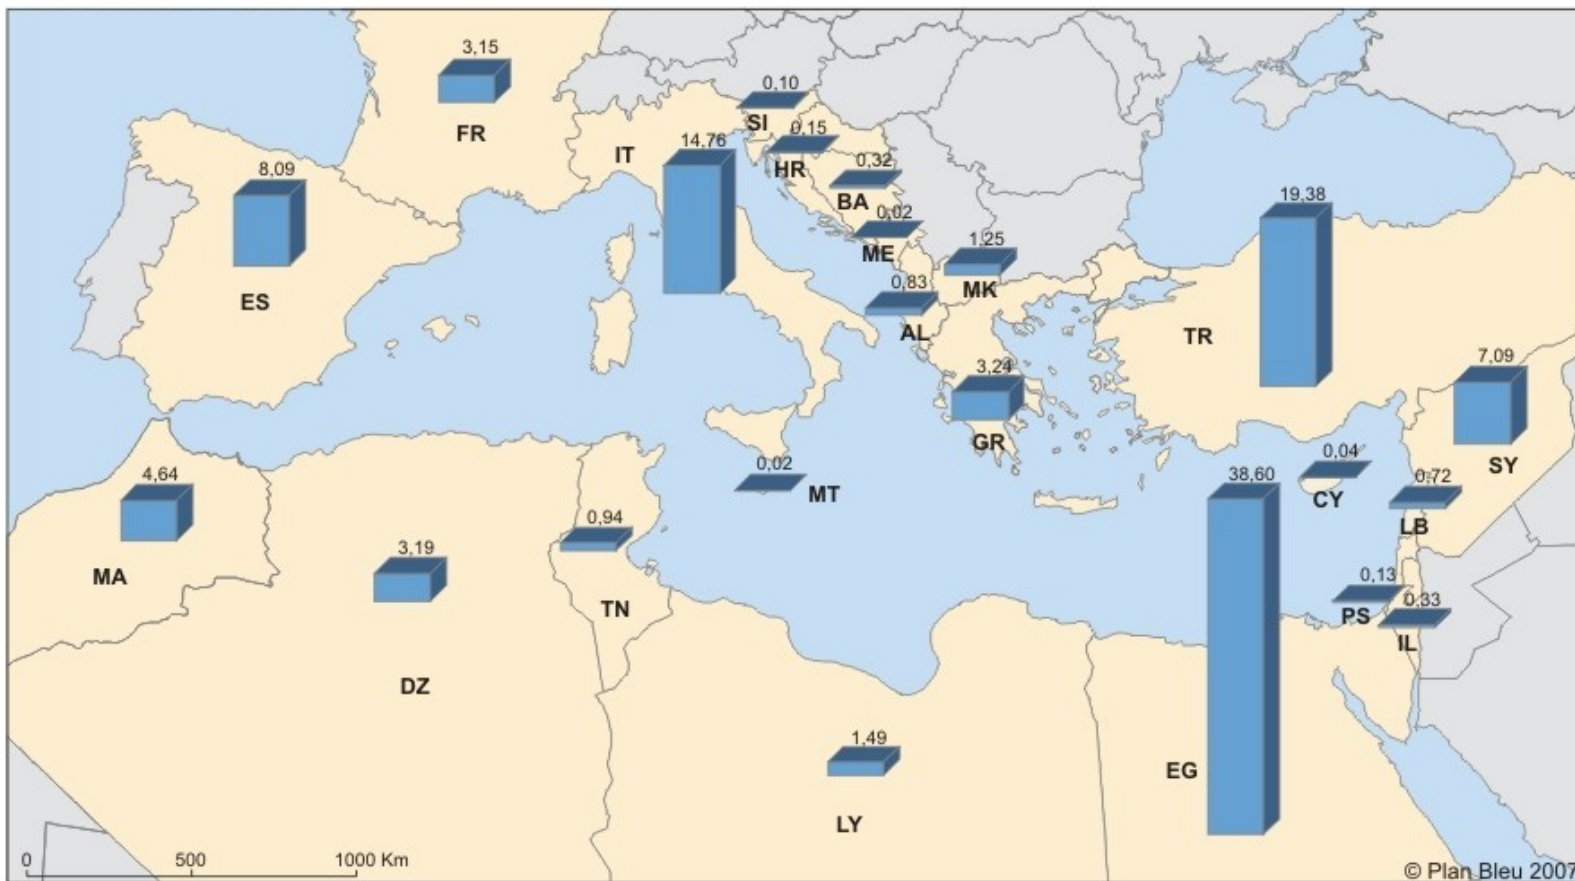 3,15
FR
0,10
SI
14,76
IT
0,15
HR
8,09
ES
0,32
BA
0,02
ME
1,25
MK
0,83
AL
19,38
TR
3,24
GR
7,09
SY
0,02
MT
0,04
CY
0,72
LB
4,64
MA
3,19
DZ
0,94
TN
38,60
EG
0,13
PS
0,33
IL
1,49
LY
0 500 1000 Km
© Plan Bleu 2007